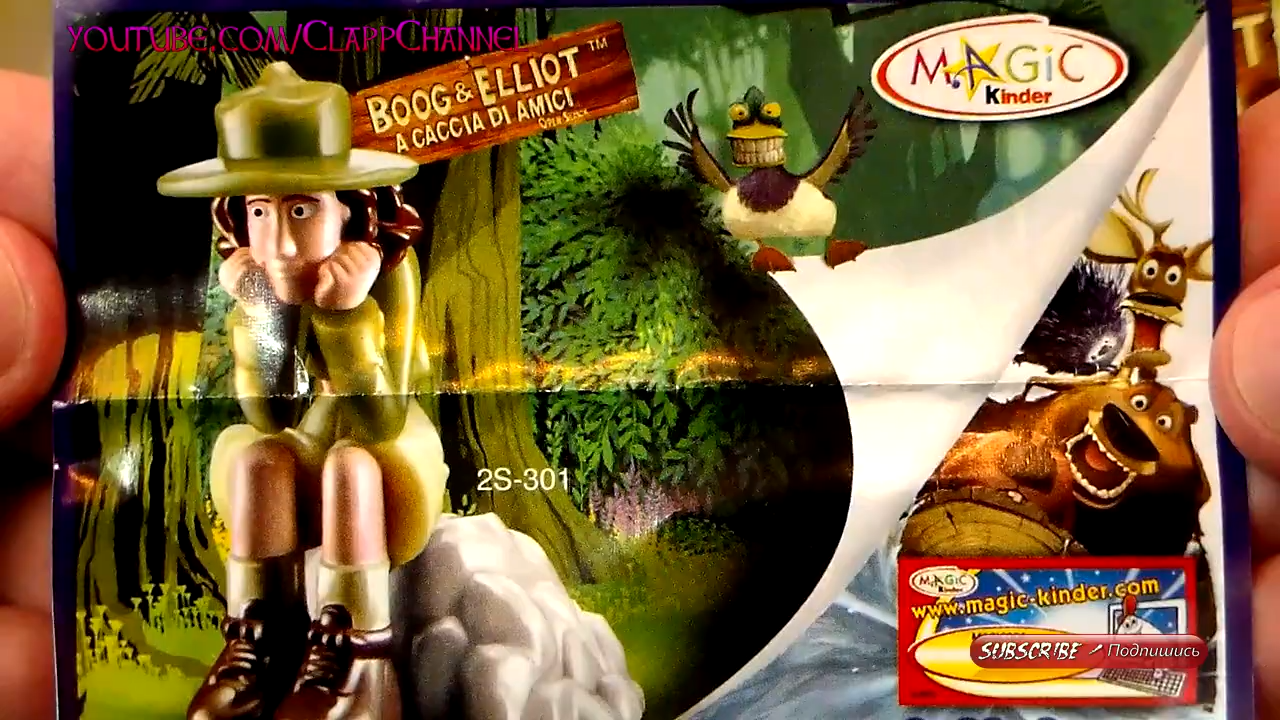 YOUTUBE.COM/CLAPPCHANNEL
BOOG & ELLIOT™
A CACCIA DI AMICI
OPEN SEASON
MAGiC
Kinder
2S-301
MAGiC
Kinder
www.magic-kinder.com
SUBSCRIBE Подпишись